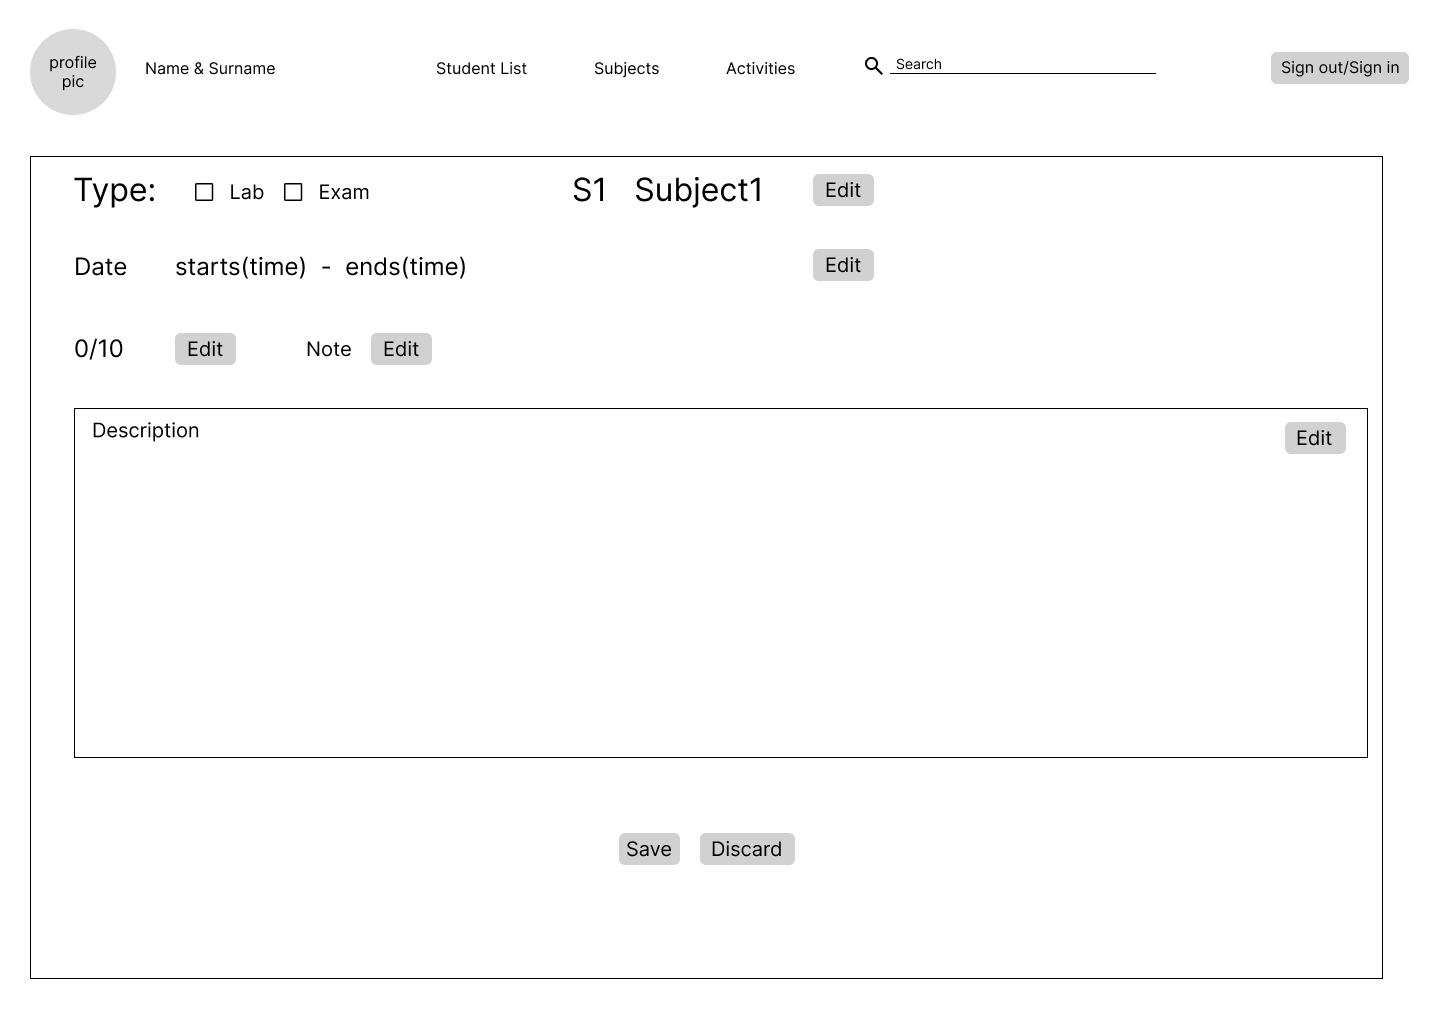 profile
pic
Name & Surname
Student List
Subjects
Activities
Search
Sign out/Sign in
Type:
Lab
Exam
S1 Subject1
Edit
Date
starts(time) - ends(time)
Edit
0/10
Edit
Note
Edit
Description
Edit
Save
Discard